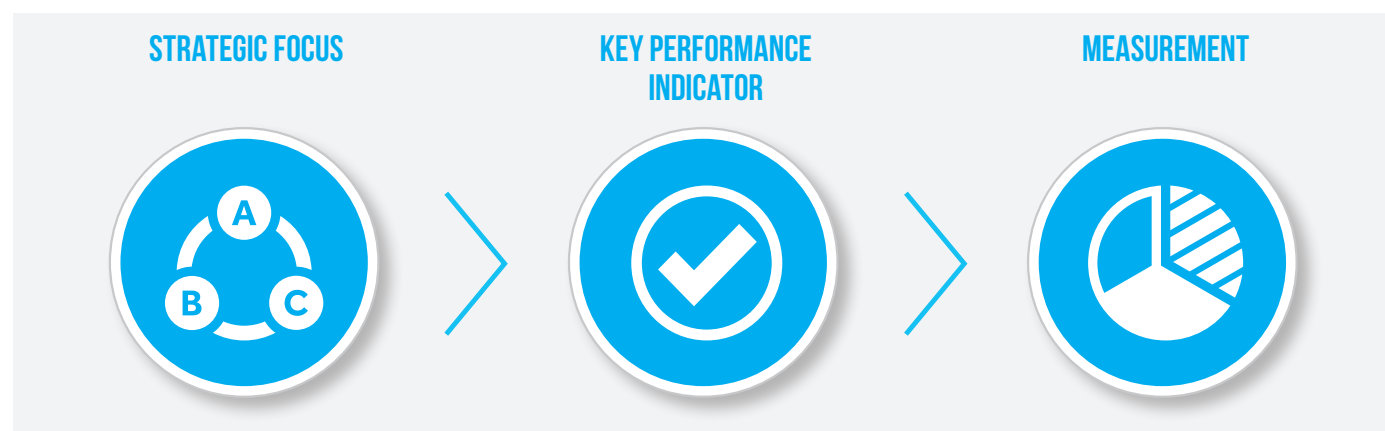 STRATEGIC FOCUS
KEY PERFORMANCE
INDICATOR
MEASUREMENT
A
B
C